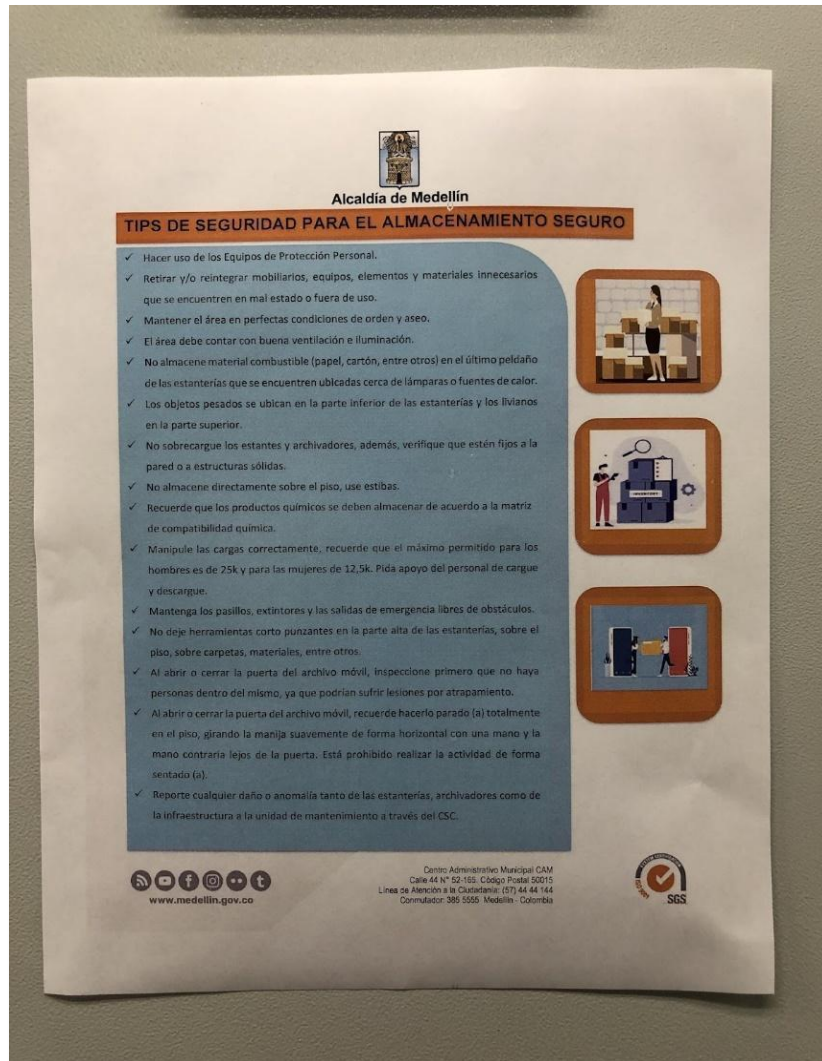 Alcaldía de Medellín
TIPS DE SEGURIDAD PARA EL ALMACENAMIENTO SEGURO
✓ Hacer uso de los Equipos de Protección Personal.
✓ Retirar y/o reintegrar mobiliarios, equipos, elementos y materiales innecesarios
que se encuentren en mal estado o fuera de uso.
✓ Mantener el área en perfectas condiciones de orden y aseo.
✓ El área debe contar con buena ventilación e iluminación.
✓ No almacene material combustible (papel, cartón, entre otros) en el último peldaño
de las estanterías que se encuentren ubicadas cerca de lámparas o fuentes de calor.
✓ Los objetos pesados se ubican en la parte inferior de las estanterías y los livianos
en la parte superior.
✓ No sobrecargue los estantes y archivadores, además, verifique que estén fijos a la
pared o a estructuras sólidas.
✓ No almacene directamente sobre el piso, use estibas.
✓ Recuerde que los productos químicos se deben almacenar de acuerdo a la matriz
de compatibilidad química.
✓ Manipule las cargas correctamente, recuerde que el máximo permitido para los
hombres es de 25k y para las mujeres de 12,5k. Pida apoyo del personal de cargue
y descargue.
✓ Mantenga los pasillos, extintores y las salidas de emergencia libres de obstáculos.
✓ No deje herramientas corto punzantes en la parte alta de las estanterías, sobre el
piso, sobre carpetas, materiales, entre otros.
✓ Al abrir o cerrar la puerta del archivo móvil, inspeccione primero que no haya
personas dentro del mismo, ya que podrían sufrir lesiones por atrapamiento.
✓ Al abrir o cerrar la puerta del archivo móvil, recuerde hacerlo parado (a) totalmente
en el piso, girando la manija suavemente de forma horizontal con una mano y la
mano contraria lejos de la puerta. Está prohibido realizar la actividad de forma
sentado (a).
✓ Reporte cualquier daño o anomalía tanto de las estanterías, archivadores como de
la infraestructura a la unidad de mantenimiento a través del CSC.
INVENTORY
www.medellin.gov.co
Centro Administrativo Municipal CAM
Calle 44 N° 52-165. Código Postal 50015
Línea de Atención a la Ciudadanía: (57) 44 44 144
Conmutador: 385 5555 Medellín - Colombia
ISO 9001
SGS